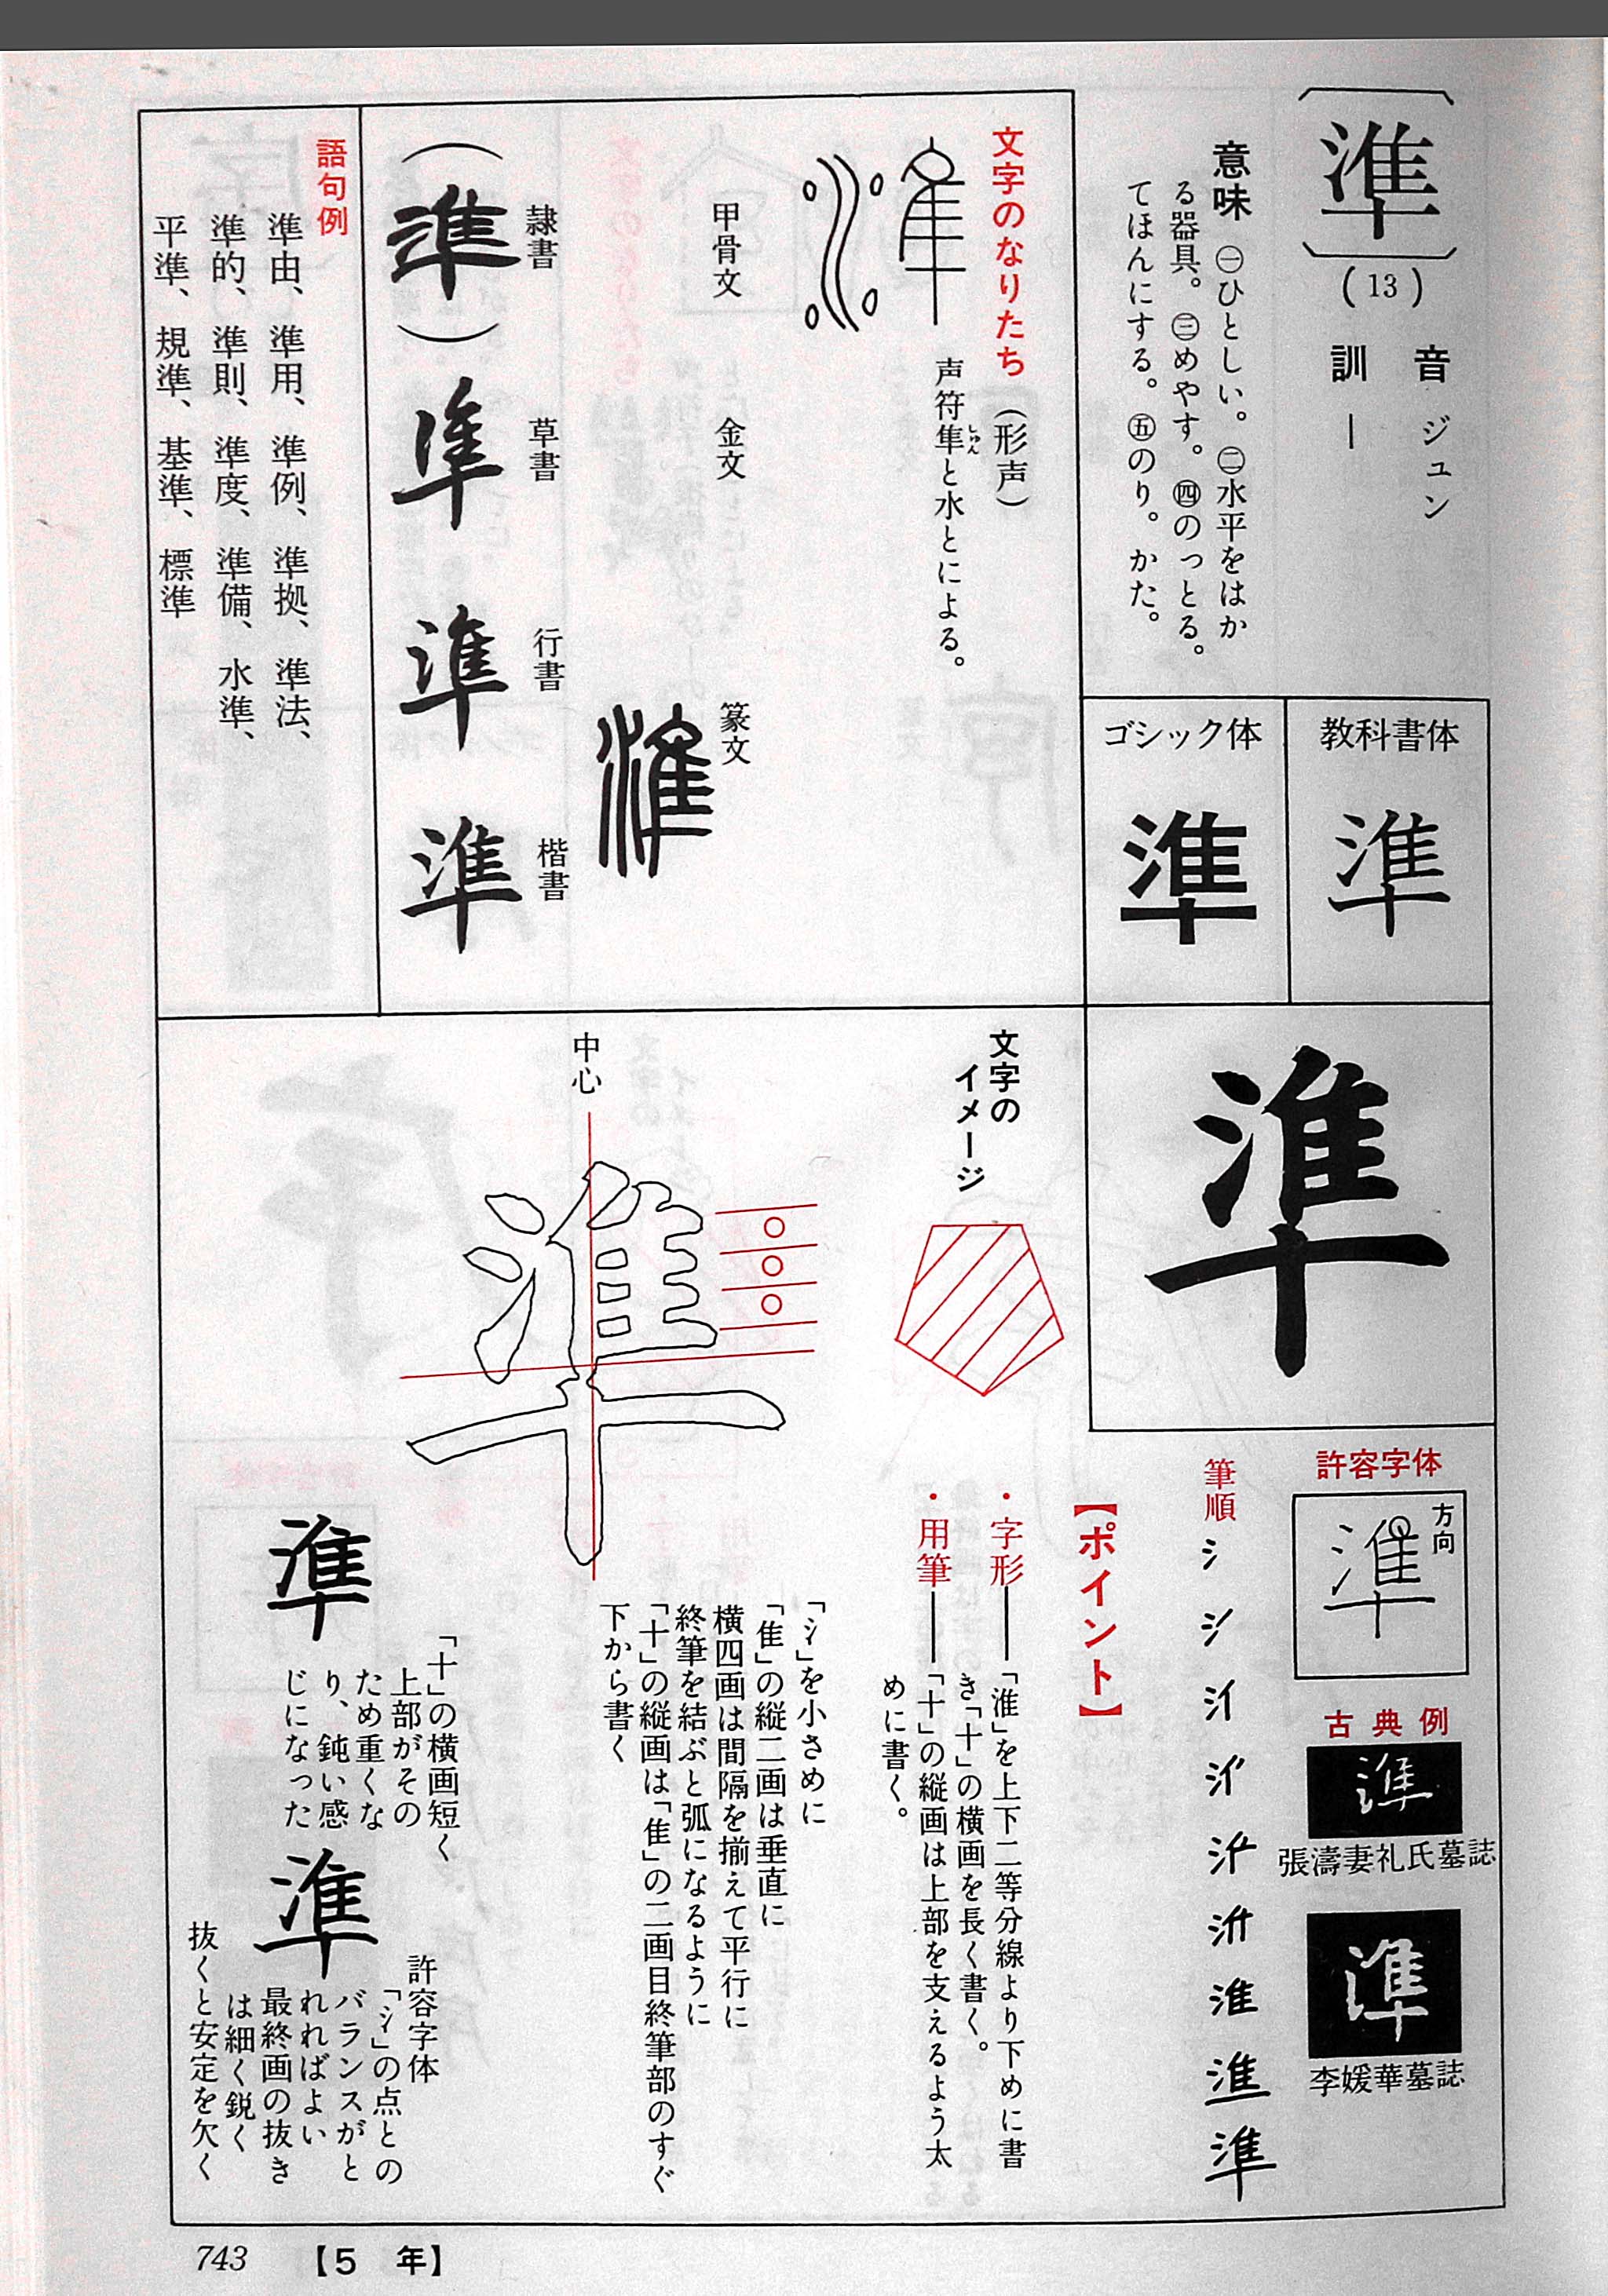 準
(13)
音 ジュン
訓 —
意味 ㊀ひとしい。㊁水平をはか
る器具。㊂めやす。㊃のっとる。
てほんにする。㊄のり。かた。
教科書体
準
ゴシック体
準
文字のなりたち (形声)
声符隼と水とによる。
しゅん
甲骨文
金文
篆文
隷書
(準)
草書
準
行書
準
楷書
準
語句例
準由、準用、準例、準拠、準法、
準的、準則、準度、準備、水準、
平準、規準、基準、標準
準
許容字体
方向
準
古典例
準
張濤妻礼氏墓誌
準
李媛華墓誌
筆順
準
【ポイント】
・字形—「淮」を上下二等分線より下めに書
き「十」の横画を長く書く。
・用筆—「十」の縦画は上部を支えるよう太
めに書く。
文字の
イメージ
中心
準
「氵」を小さめに
「隹」の縦二画は垂直に
横四画は間隔を揃えて平行に
終筆を結ぶと弧になるように
「十」の縦画は「隹」の二画目終筆部のすぐ
下から書く
準
「十」の横画短く
上部がその
ため重くな
り、鈍い感
じになった
準
許容字体
「氵」の点との
バランスがと
れればよい
最終画の抜き
は細く鋭く
抜くと安定を欠く
743 【5 年】